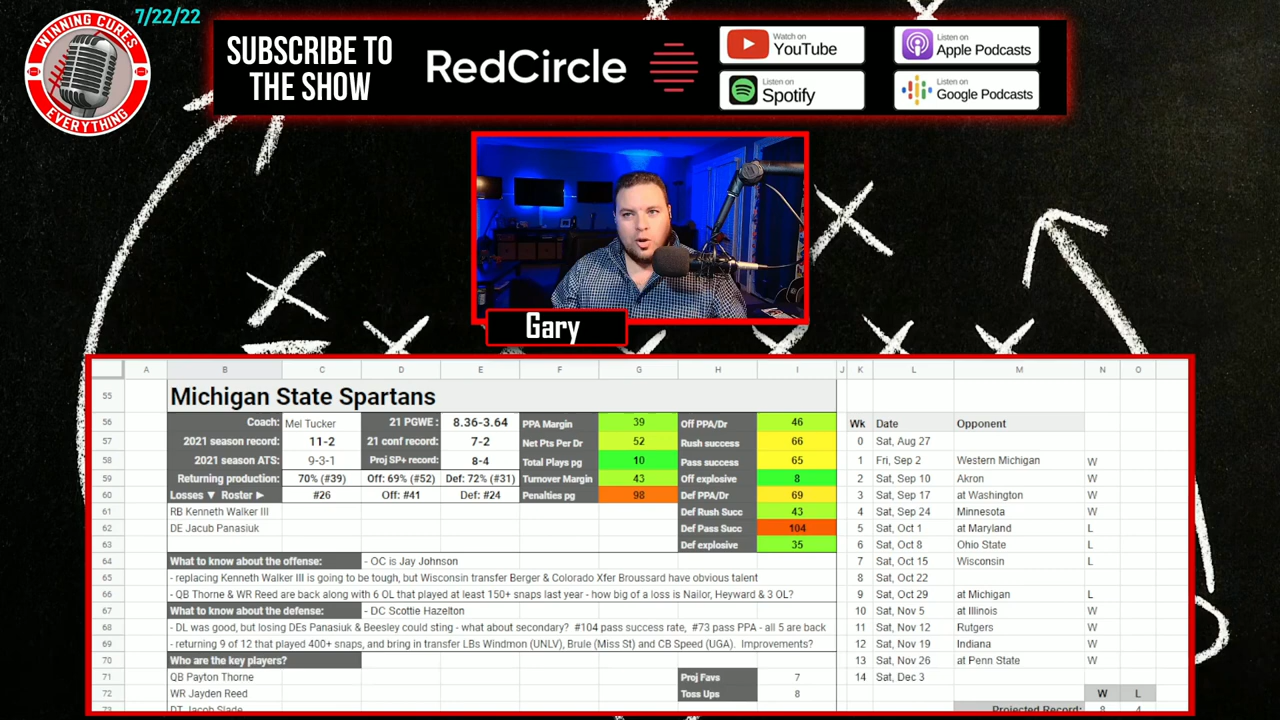 7/22/22
WINNING CURES
EVERYTHING
SUBSCRIBE TO
THE SHOW
RedCircle
Watch on
YouTube
Listen on
Spotify
Listen on
Apple Podcasts
Listen on
Google Podcasts
Gary
A B C D E F G H I J K L M N O
55 Michigan State Spartans
56 Coach: Mel Tucker 21 PGWE : 8.36-3.64 PPA Margin 39 Off PPA/Dr 46 Wk Date Opponent
57 2021 season record: 11-2 21 conf record: 7-2 Net Pts Per Dr 52 Rush success 66 0 Sat, Aug 27
58 2021 season ATS: 9-3-1 Proj SP+ record: 8-4 Total Plays pg 10 Pass success 65 1 Fri, Sep 2 Western Michigan W
59 Returning production: 70% (#39) Off: 69% (#52) Def: 72% (#31) Turnover Margin 43 Off explosive 8 2 Sat, Sep 10 Akron W
60 Losses ▼ Roster ► #26 Off: #41 Def: #24 Penalties pg 98 Def PPA/Dr 69 3 Sat, Sep 17 at Washington W
61 RB Kenneth Walker III Def Rush Succ 43 4 Sat, Sep 24 Minnesota W
62 DE Jacub Panasiuk Def Pass Succ 104 5 Sat, Oct 1 at Maryland L
63 Def explosive 35 6 Sat, Oct 8 Ohio State L
64 What to know about the offense: - OC is Jay Johnson 7 Sat, Oct 15 Wisconsin L
65 - replacing Kenneth Walker III is going to be tough, but Wisconsin transfer Berger & Colorado Xfer Broussard have obvious talent 8 Sat, Oct 22
66 - QB Thorne & WR Reed are back along with 6 OL that played at least 150+ snaps last year - how big of a loss is Nailor, Heyward & 3 OL? 9 Sat, Oct 29 at Michigan L
67 What to know about the defense: - DC Scottie Hazelton 10 Sat, Nov 5 at Illinois W
68 - DL was good, but losing DEs Panasiuk & Beesley could sting - what about secondary? #104 pass success rate, #73 pass PPA - all 5 are back 11 Sat, Nov 12 Rutgers W
69 - returning 9 of 12 that played 400+ snaps, and bring in transfer LBs Windmon (UNLV), Brule (Miss St) and CB Speed (UGA). Improvements? 12 Sat, Nov 19 Indiana W
70 Who are the key players? 13 Sat, Nov 26 at Penn State W
71 QB Payton Thorne Proj Favs 7 14 Sat, Dec 3
72 WR Jayden Reed Toss Ups 8 W L
73 DT Jacob Slade Projected Record: 8 4